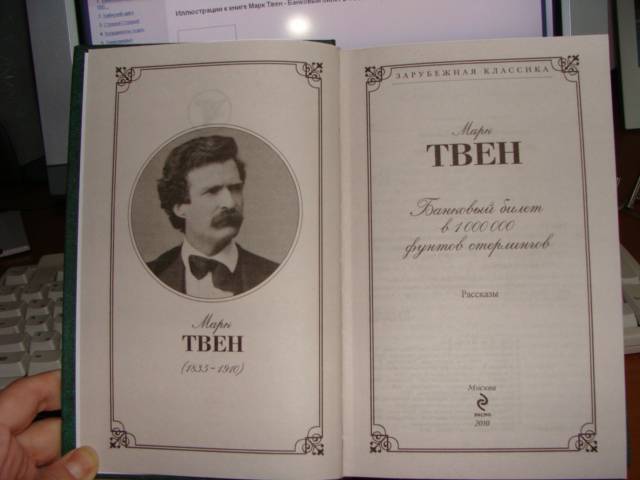 Иллюстрации к книге Марк Твен - Банковый билет в
Марк
ТВЕН
(1835–1910)
ЗАРУБЕЖНАЯ КЛАССИКА
Марк
ТВЕН
Банковый билет
в 1 000 000
фунтов стерлингов
Рассказы
Москва
2010